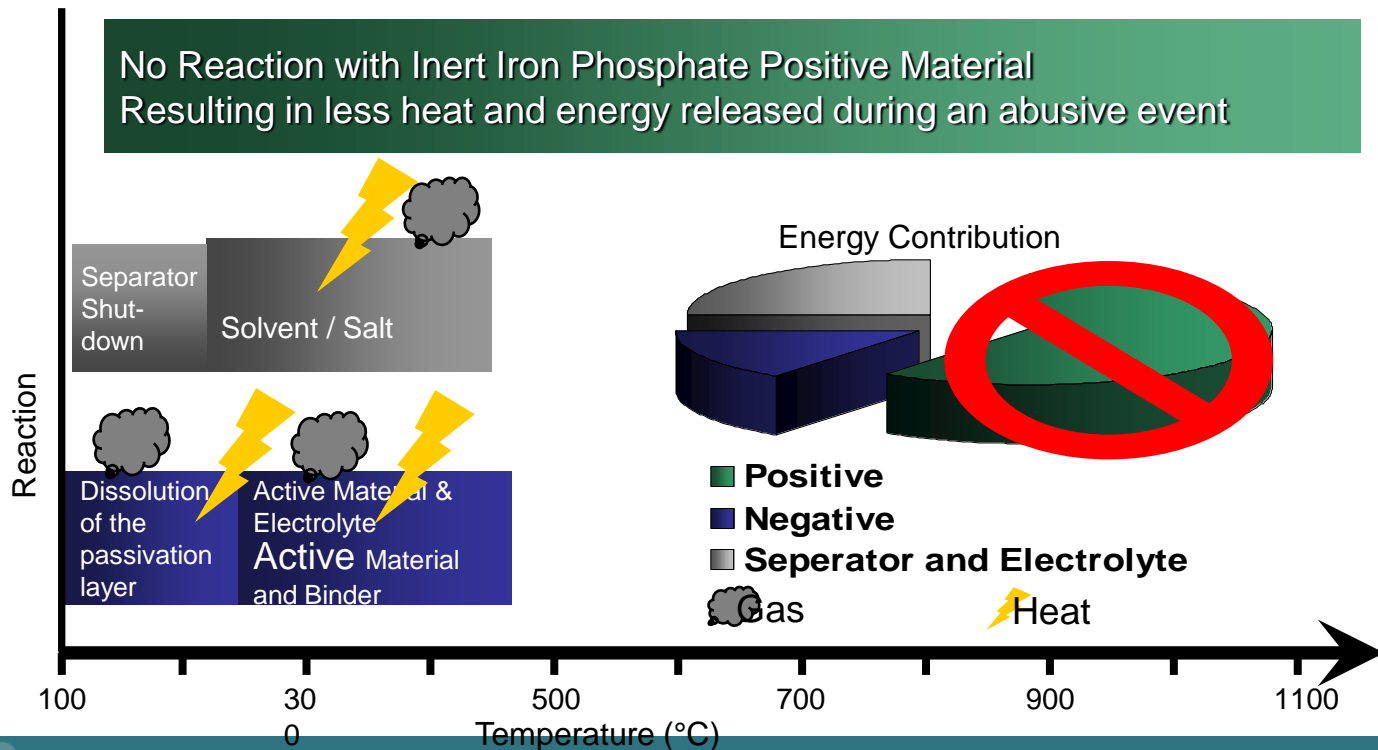 No Reaction with Inert Iron Phosphate Positive Material
Resulting in less heat and energy released during an abusive event
Separator
Shut-
down
Solvent / Salt
Energy Contribution
Reaction
Dissolution
of the
passivation
layer
Active Material &
Electrolyte
Active Material
and Binder
Positive
Negative
Seperator and Electrolyte
Gas
Heat
100
30
0
500
700
900
1100
Temperature (°C)